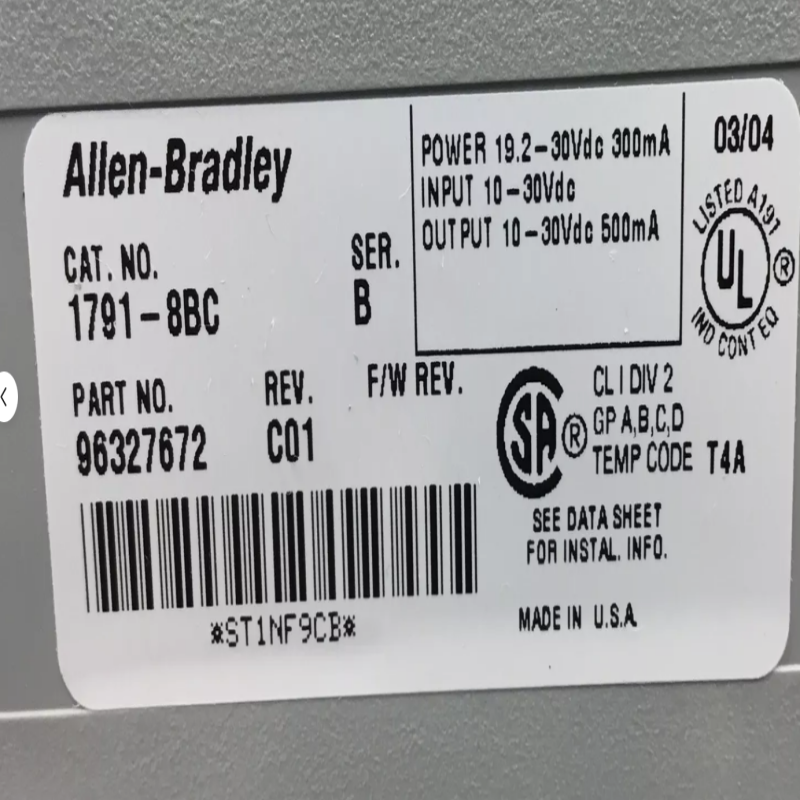 Allen-Bradley
CAT. NO.
1791-8BC
SER.
B
POWER 19.2-30Vdc 300mA
INPUT 10-30Vdc
OUTPUT 10-30Vdc 500mA
03/04
LISTED A197
UL ®
IND CONT EQ
PART NO.
96327672
REV.
C01
F/W REV.
SA ®
CL I DIV 2
GP A,B,C,D
TEMP CODE T4A
SEE DATA SHEET
FOR INSTAL. INFO.
*ST1NF9CB*
MADE IN U.S.A.